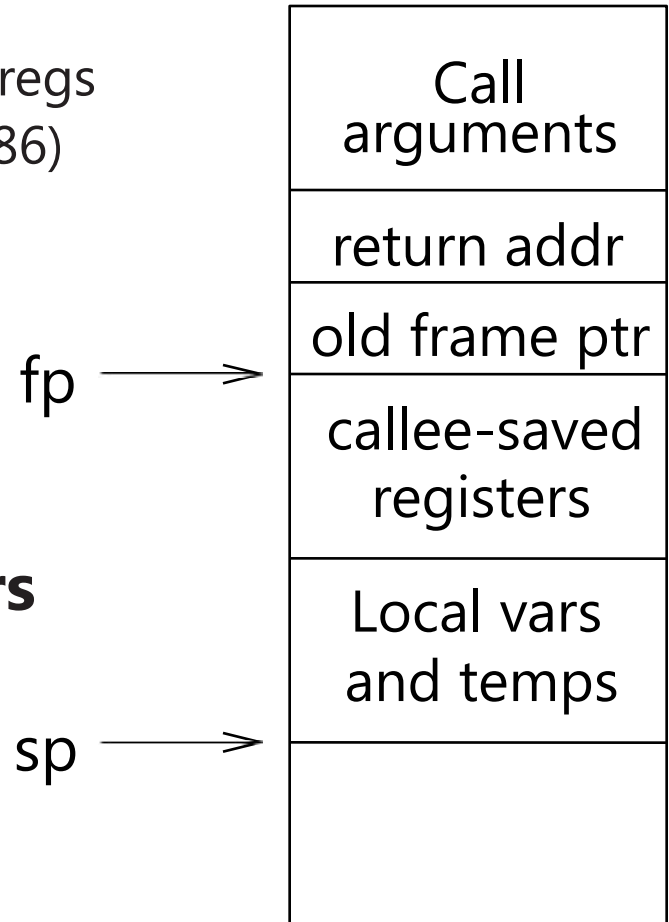 regs
86)
fp
rs
sp
Call
arguments
return addr
old frame ptr
callee-saved
registers
Local vars
and temps